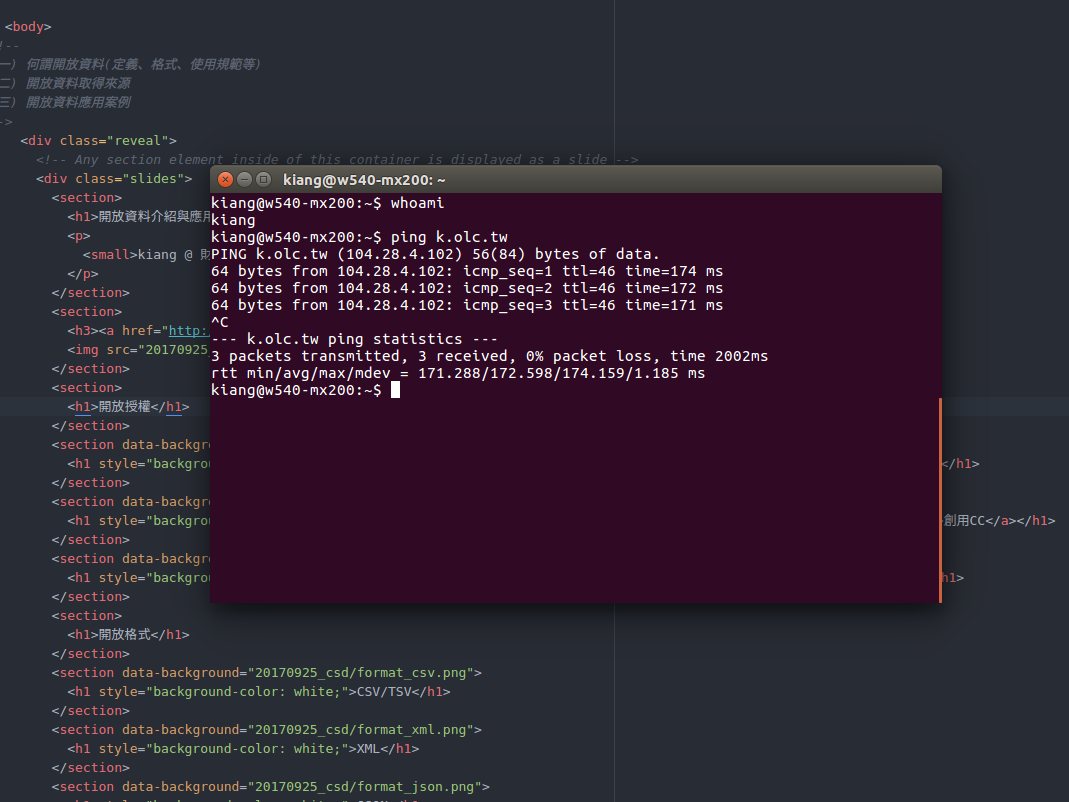 <body>
!--
一) 何謂開放資料(定義、格式、使用規範等)
二) 開放資料取得來源
三) 開放資料應用案例
->
<div class="reveal">
<!-- Any section element inside of this container is displayed as a slide -->
<div class="slides">
<section>
<h1>開放資料介紹與應用
<p>
<small>kiang @ 財
</p>
</section>
<section>
<h3><a href="http:
<img src="20170925
</section>
<section>
<h1>開放授權</h1>
</section>
<section data-backgr
<h1 style="backgrou </h1>
</section>
<section data-backgr
<h1 style="backgrou >創用CC</a></h1>
</section>
<section data-backgr
<h1 style="backgrou h1>
</section>
<section>
<h1>開放格式</h1>
</section>
<section data-background="20170925_csd/format_csv.png">
<h1 style="background-color: white;">CSV/TSV</h1>
</section>
<section data-background="20170925_csd/format_xml.png">
<h1 style="background-color: white;">XML</h1>
</section>
<section data-background="20170925_csd/format_json.png">
kiang@w540-mx200: ~
kiang@w540-mx200:~$ whoami
kiang
kiang@w540-mx200:~$ ping k.olc.tw
PING k.olc.tw (104.28.4.102) 56(84) bytes of data.
64 bytes from 104.28.4.102: icmp_seq=1 ttl=46 time=174 ms
64 bytes from 104.28.4.102: icmp_seq=2 ttl=46 time=172 ms
64 bytes from 104.28.4.102: icmp_seq=3 ttl=46 time=171 ms
^C
--- k.olc.tw ping statistics ---
3 packets transmitted, 3 received, 0% packet loss, time 2002ms
rtt min/avg/max/mdev = 171.288/172.598/174.159/1.185 ms
kiang@w540-mx200:~$